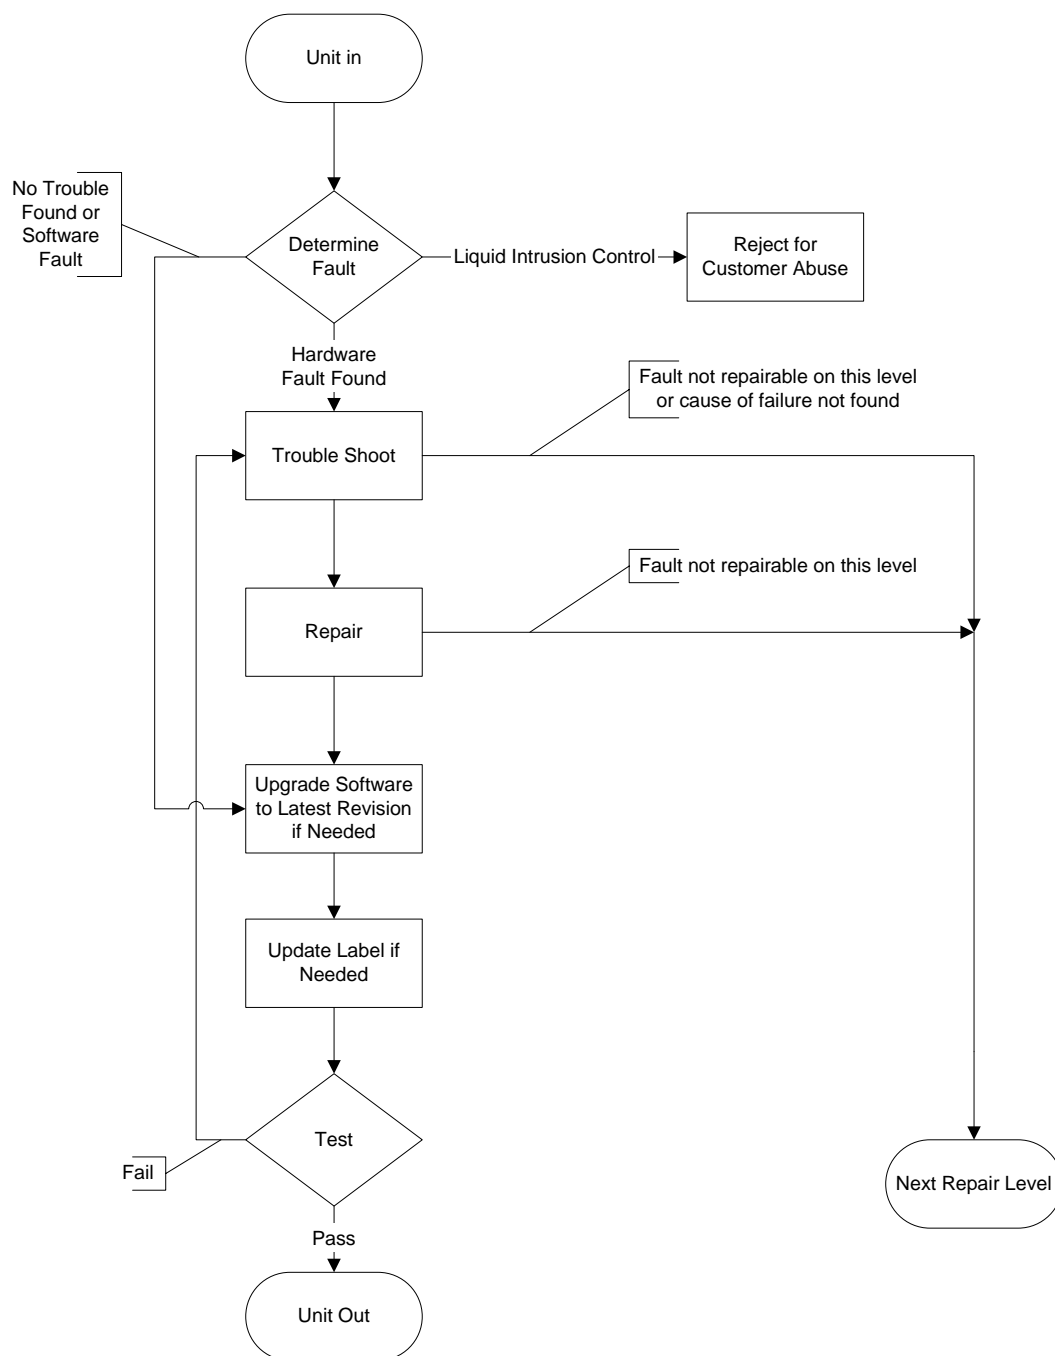 Unit in
No Trouble
Found or
Software
Fault
Determine
Fault
Liquid Intrusion Control
Reject for
Customer Abuse
Hardware
Fault Found
Fault not repairable on this level
or cause of failure not found
Trouble Shoot
Fault not repairable on this level
Repair
Upgrade Software
to Latest Revision
if Needed
Update Label if
Needed
Test
Fail
Next Repair Level
Pass
Unit Out